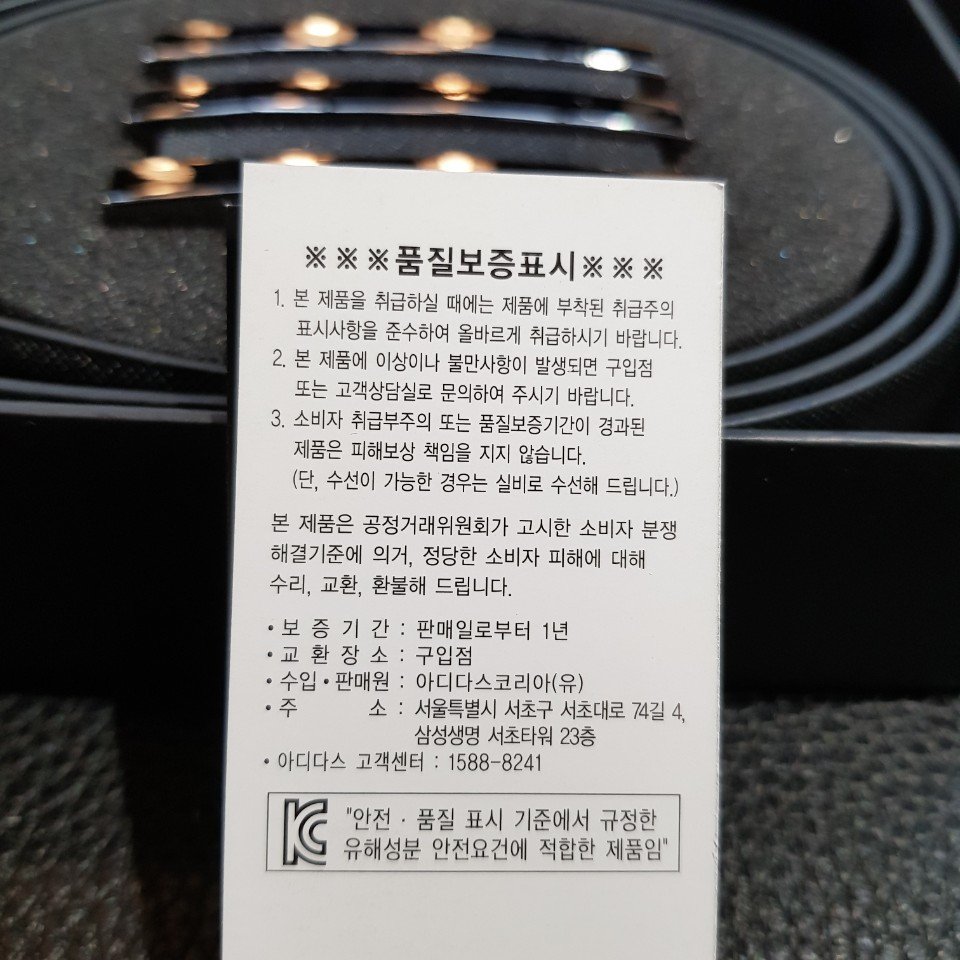 ※※※품질보증표시※※※
1. 본 제품을 취급하실 때에는 제품에 부착된 취급주의
표시사항을 준수하여 올바르게 취급하시기 바랍니다.
2. 본 제품에 이상이나 불만사항이 발생되면 구입점
또는 고객상담실로 문의하여 주시기 바랍니다.
3. 소비자 취급부주의 또는 품질보증기간이 경과된
제품은 피해보상 책임을 지지 않습니다.
(단, 수선이 가능한 경우는 실비로 수선해 드립니다.)
본 제품은 공정거래위원회가 고시한 소비자 분쟁
해결기준에 의거, 정당한 소비자 피해에 대해
수리, 교환, 환불해 드립니다.
• 보 증 기 간 : 판매일로부터 1년
• 교 환 장 소 : 구입점
• 수입 • 판매원 : 아디다스코리아(유)
• 주 소 : 서울특별시 서초구 서초대로 74길 4,
삼성생명 서초타워 23층
• 아디다스 고객센터 : 1588-8241
KC "안전 · 품질 표시 기준에서 규정한
유해성분 안전요건에 적합한 제품임"